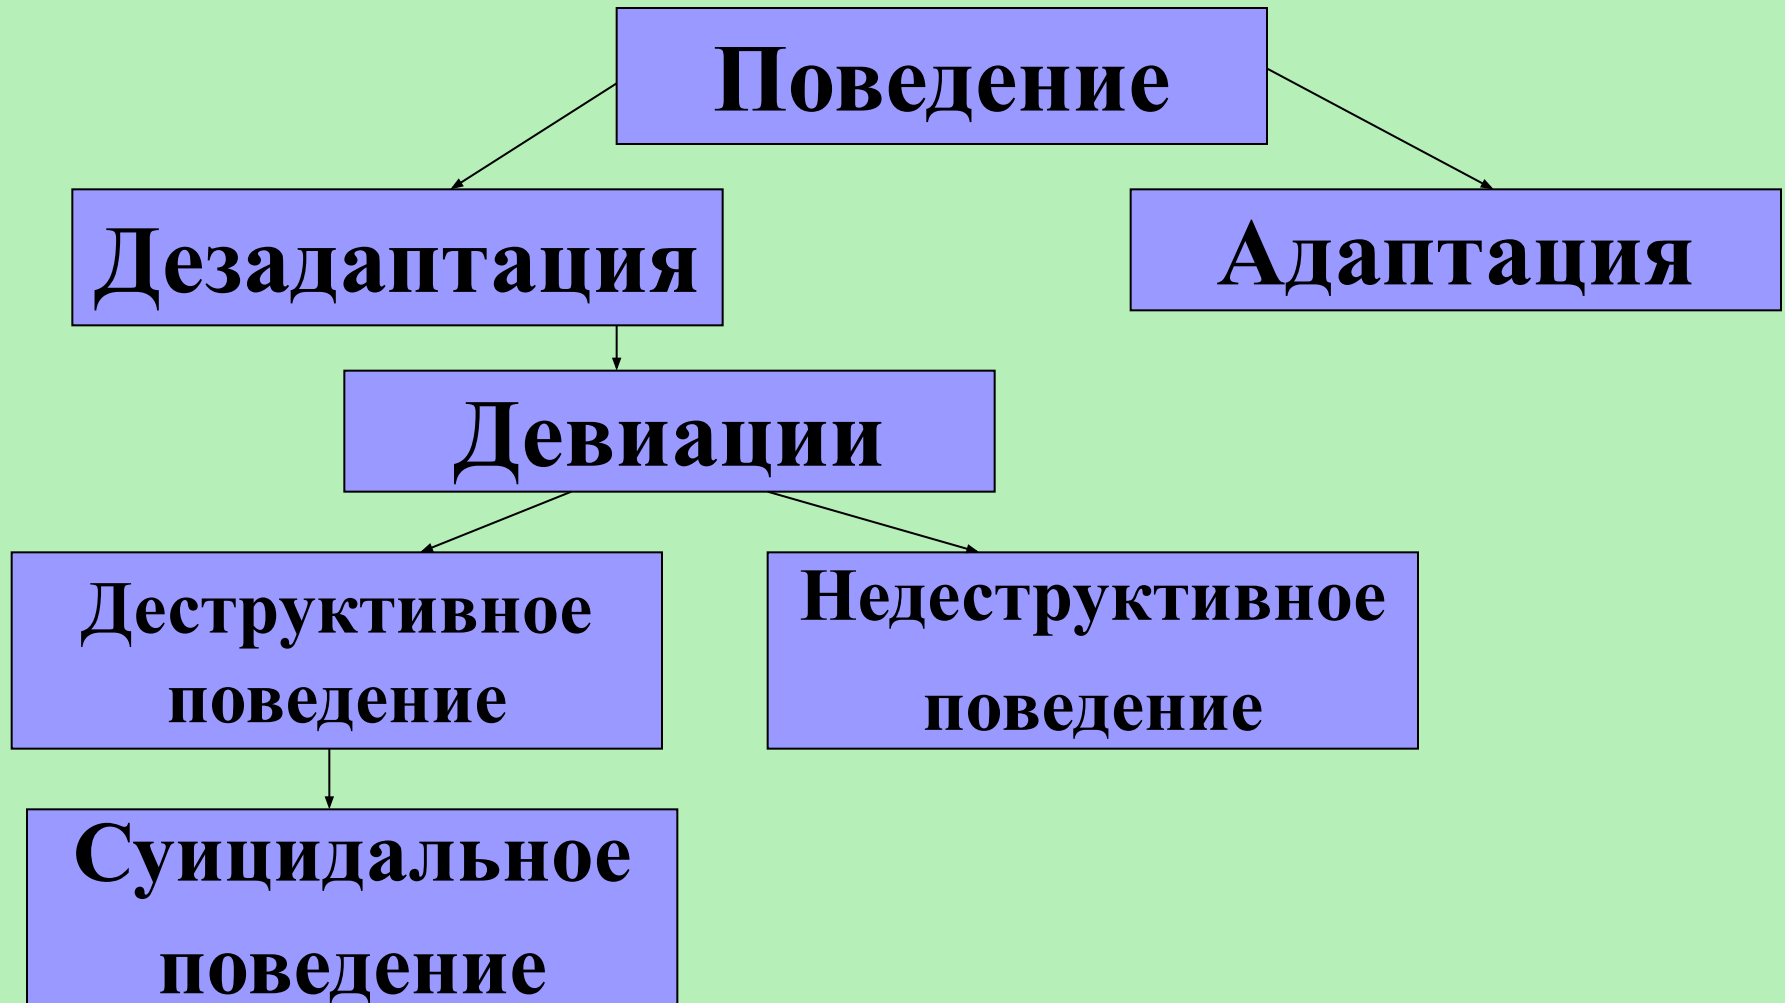 Поведение
Дезадаптация
Адаптация
Девиации
Деструктивное
поведение
Недеструктивное
поведение
Суицидальное
поведение